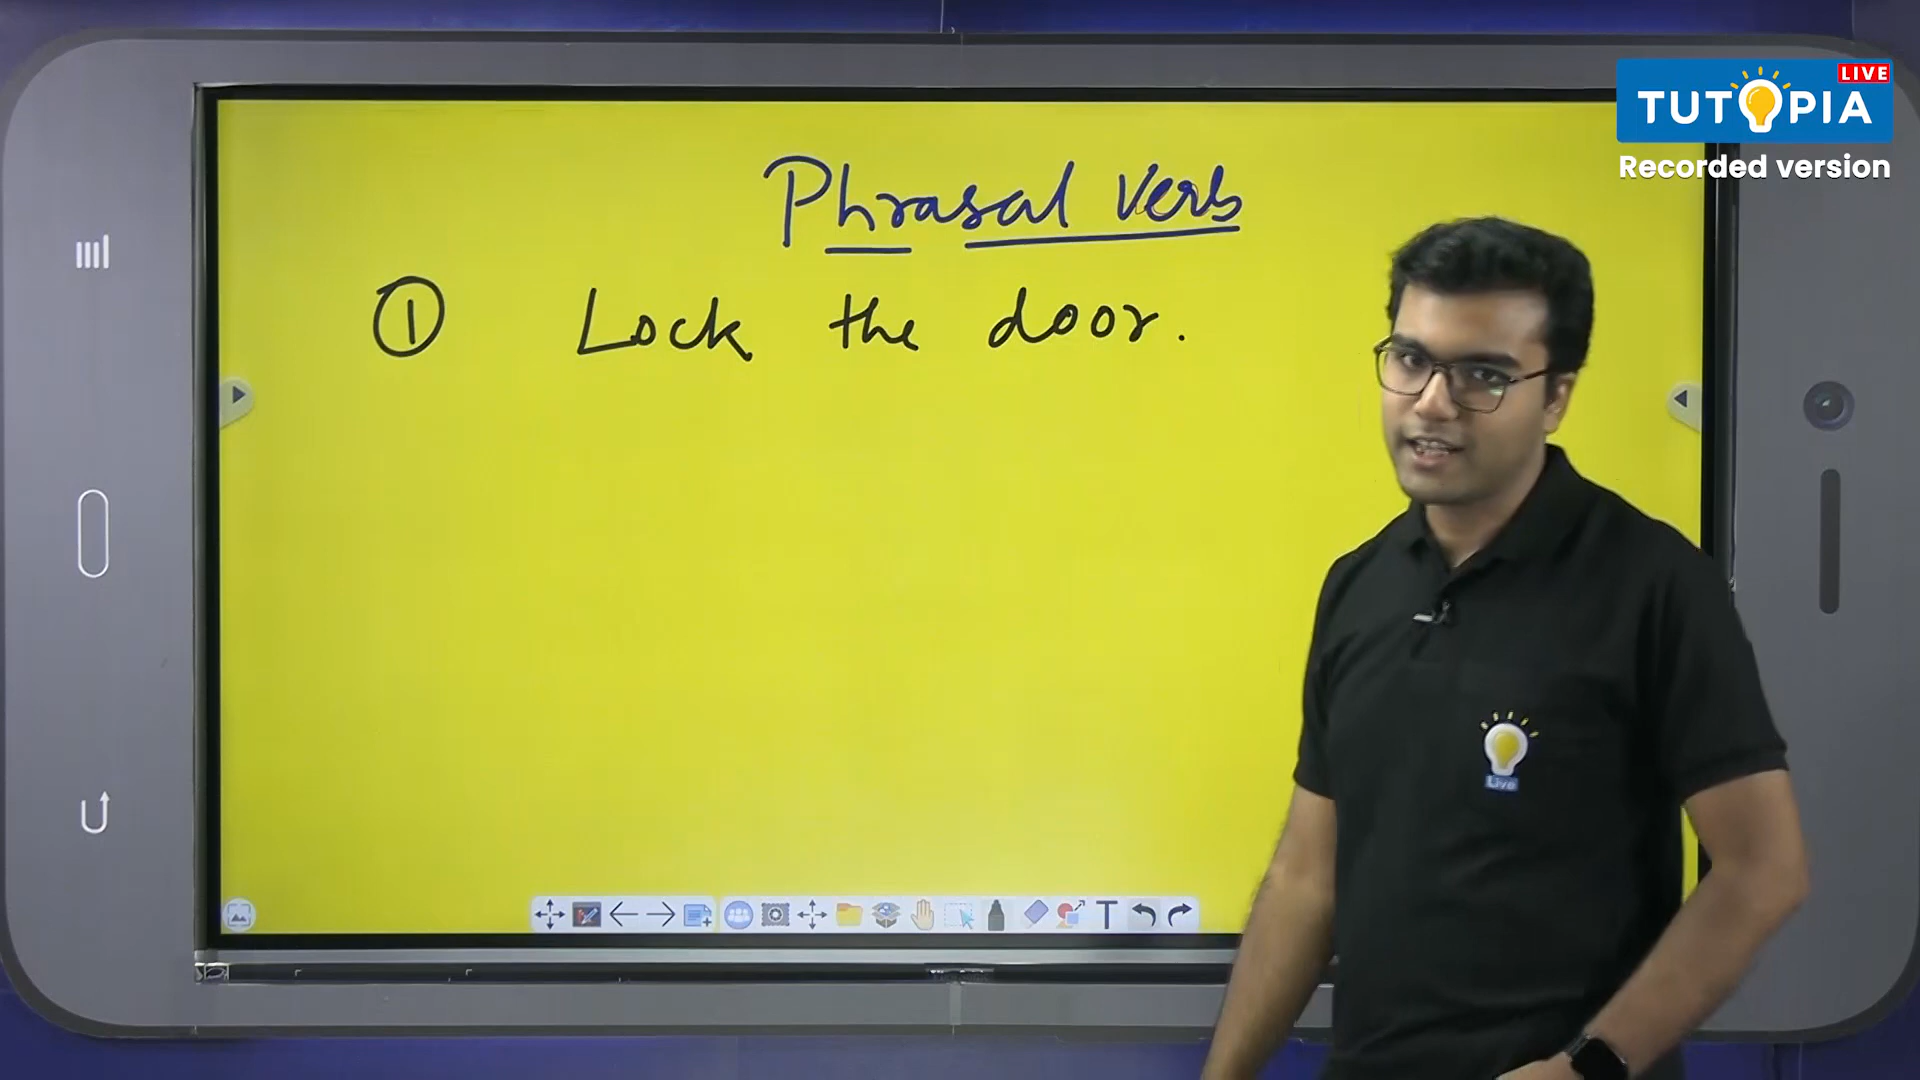 LIVE
TUTOPIA
Recorded version
Phrasal Verb
① Lock the door.
Live